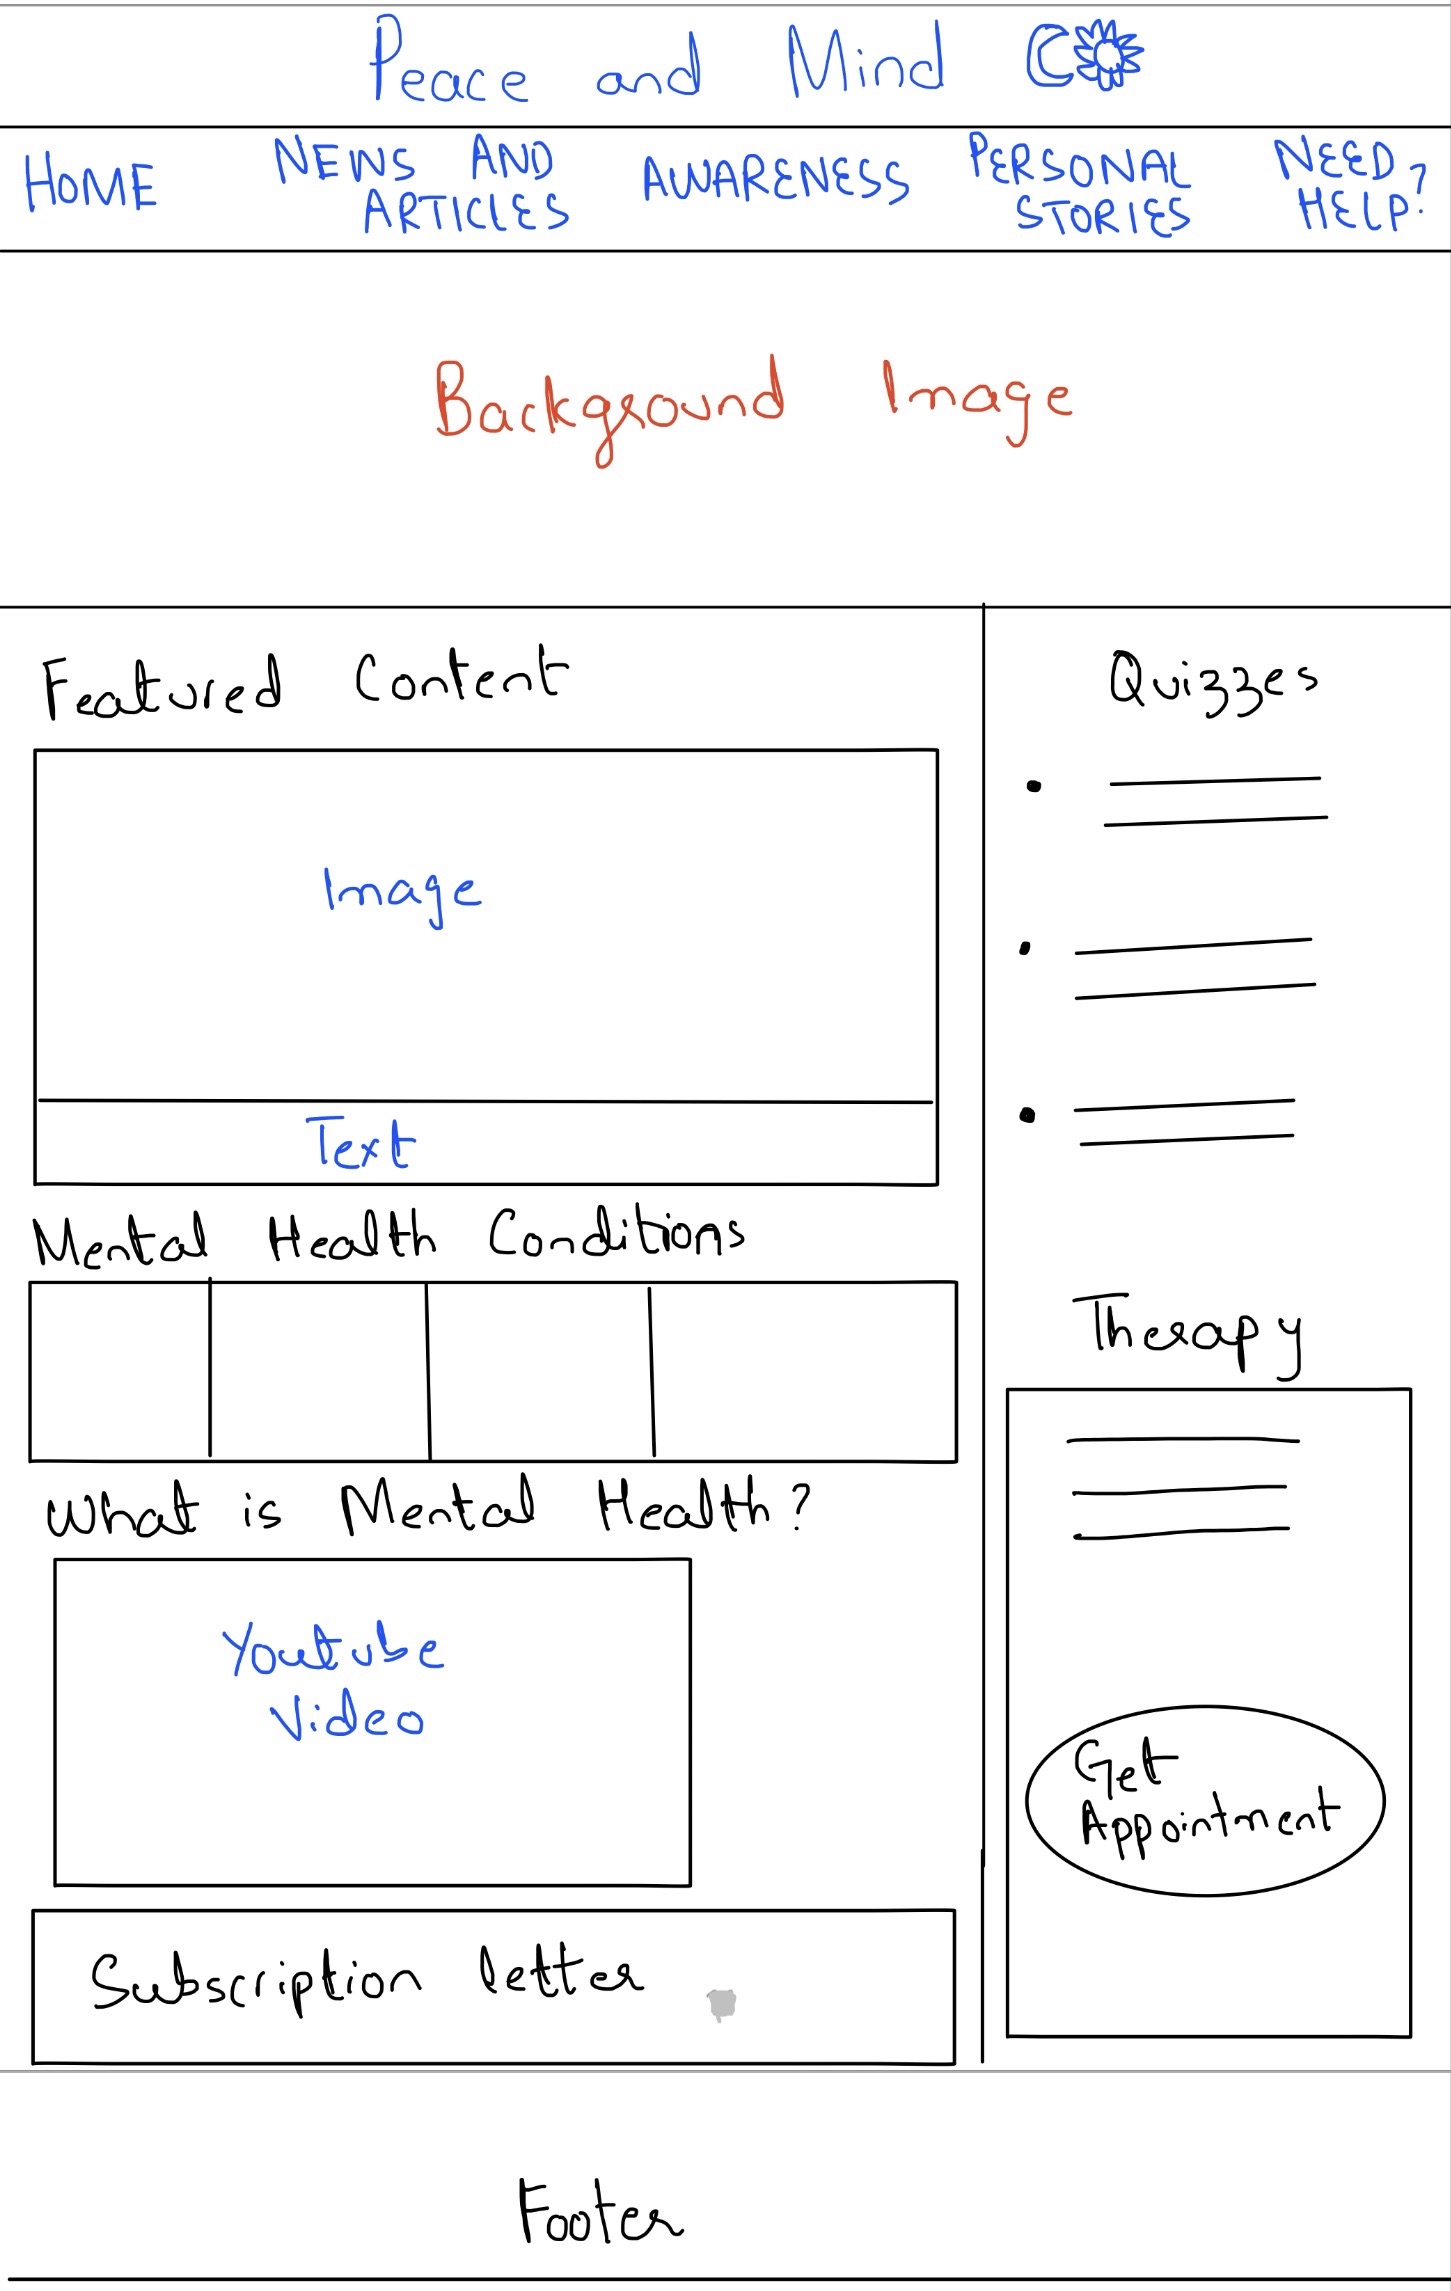 Peace and Mind
HOME
NEWS AND
ARTICLES
AWARENESS
PERSONAL
STORIES
NEED
HELP?
Background Image
Featured Content
Image
Text
Mental Health Conditions
What is Mental Health?
Youtube
Video
Subscription letter
Quizzes
Therapy
Get
Appointment
Footer